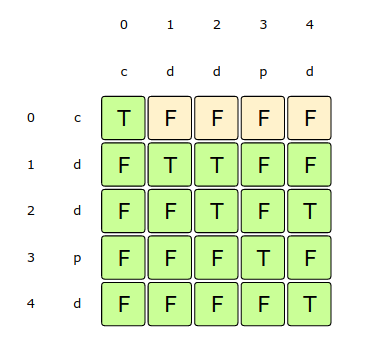 0 1 2 3 4
c d d p d
0 c T F F F F
1 d F T T F F
2 d F F T F T
3 p F F F T F
4 d F F F F T